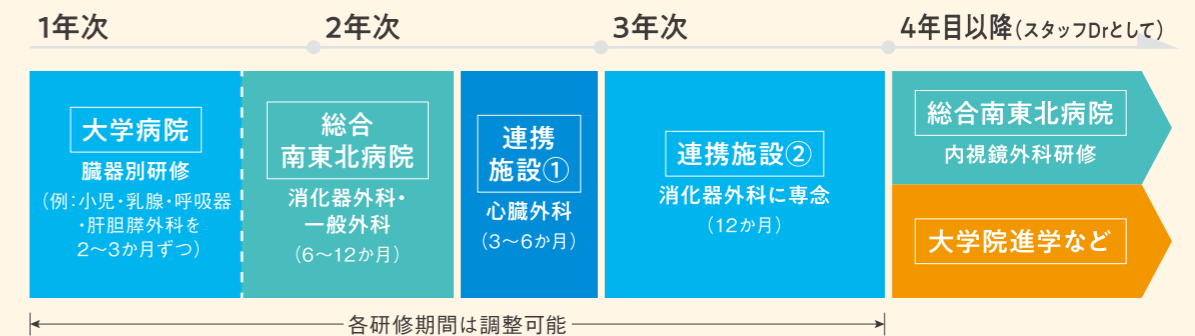 1年次
2年次
3年次
4年目以降(スタッフDrとして)
大学病院
臓器別研修
(例:小児・乳腺・呼吸器
・肝胆膵外科を
2〜3か月ずつ)
総合
南東北病院
消化器外科・
一般外科
(6〜12か月)
連携
施設①
心臓外科
(3〜6か月)
連携施設②
消化器外科に専念
(12か月)
総合南東北病院
内視鏡外科研修
大学院進学など
各研修期間は調整可能